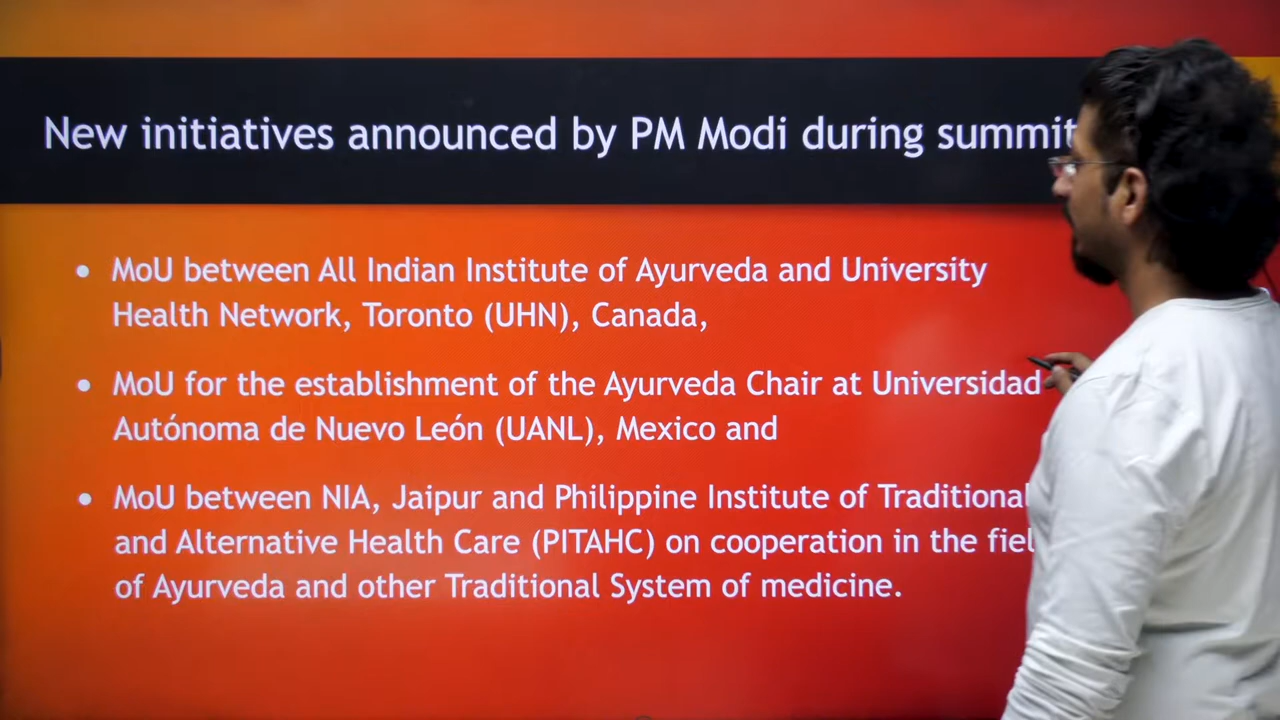 New initiatives announced by PM Modi during summit
• MoU between All Indian Institute of Ayurveda and University
Health Network, Toronto (UHN), Canada,
• MoU for the establishment of the Ayurveda Chair at Universidad
Autónoma de Nuevo León (UANL), Mexico and
• MoU between NIA, Jaipur and Philippine Institute of Traditional
and Alternative Health Care (PITAHC) on cooperation in the fiel
of Ayurveda and other Traditional System of medicine.